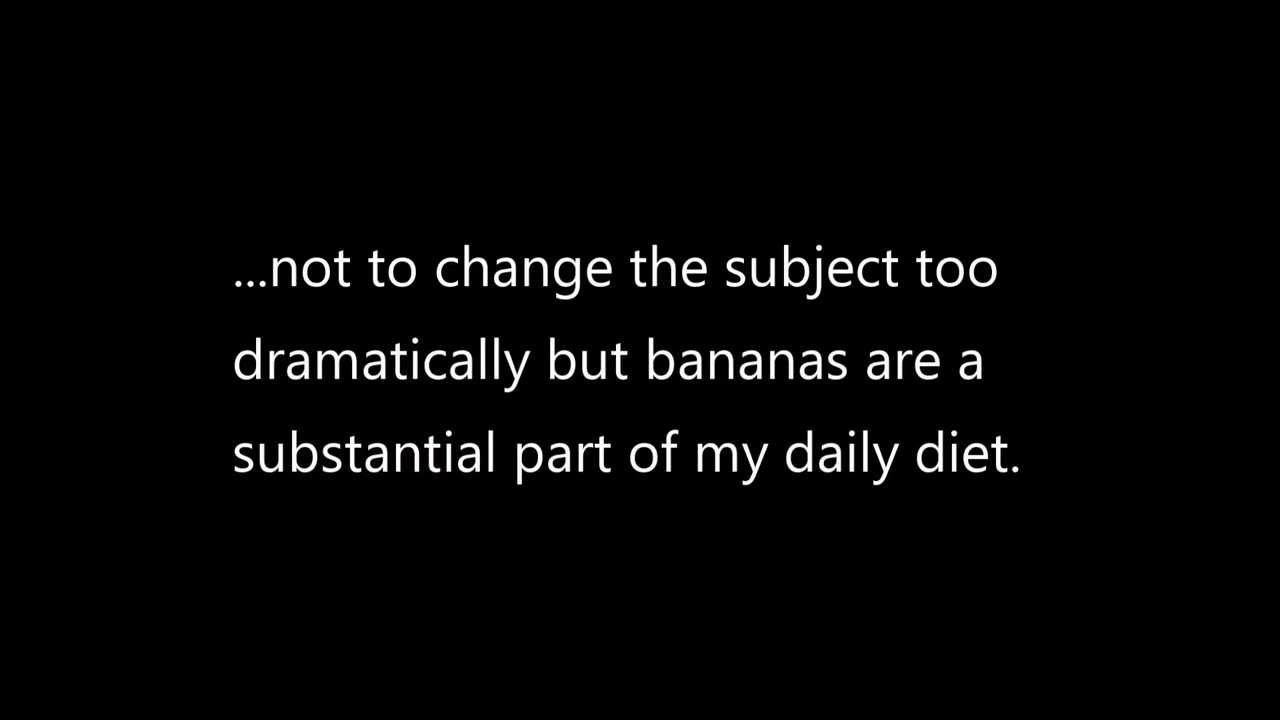 ...not to change the subject too
dramatically but bananas are a
substantial part of my daily diet.